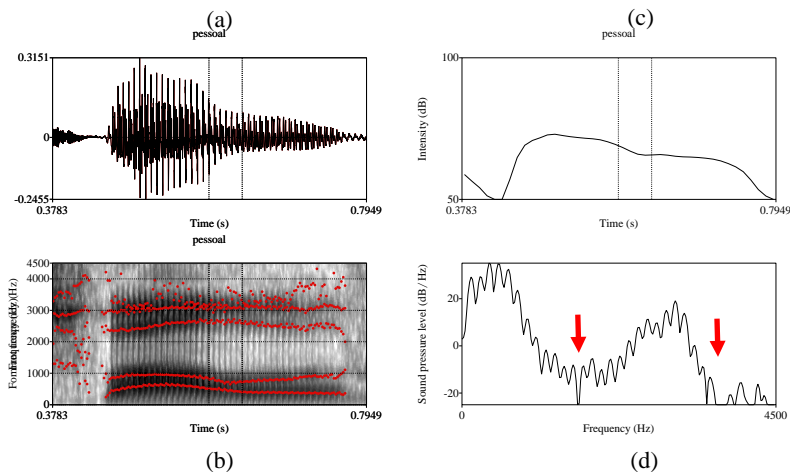 (a)
pessoal
0.3151
0
-0.2455
0.3783
0.7949
Time (s)
(c)
pessoal
100
Intensity (dB)
50
0.3783
0.7949
Time (s)
pessoal
4500
4000
3000
2000
1000
0
0.3783
0.7949
Time (s)
(b)
20
0
-20
Sound pressure level (dB/Hz)
0
4500
Frequency (Hz)
(d)